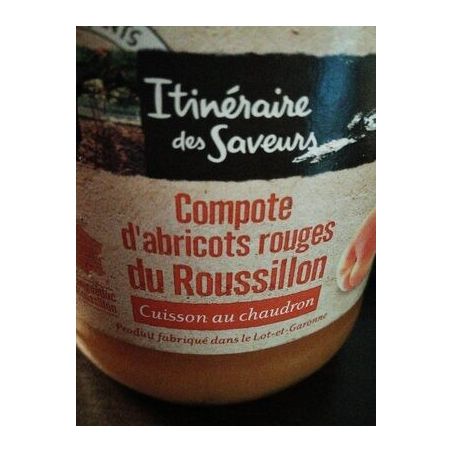 Itinéraire
des Saveurs
Compote
d'abricots rouges
du Roussillon
Cuisson au chaudron
Produit fabriqué dans le Lot-et-Garonne